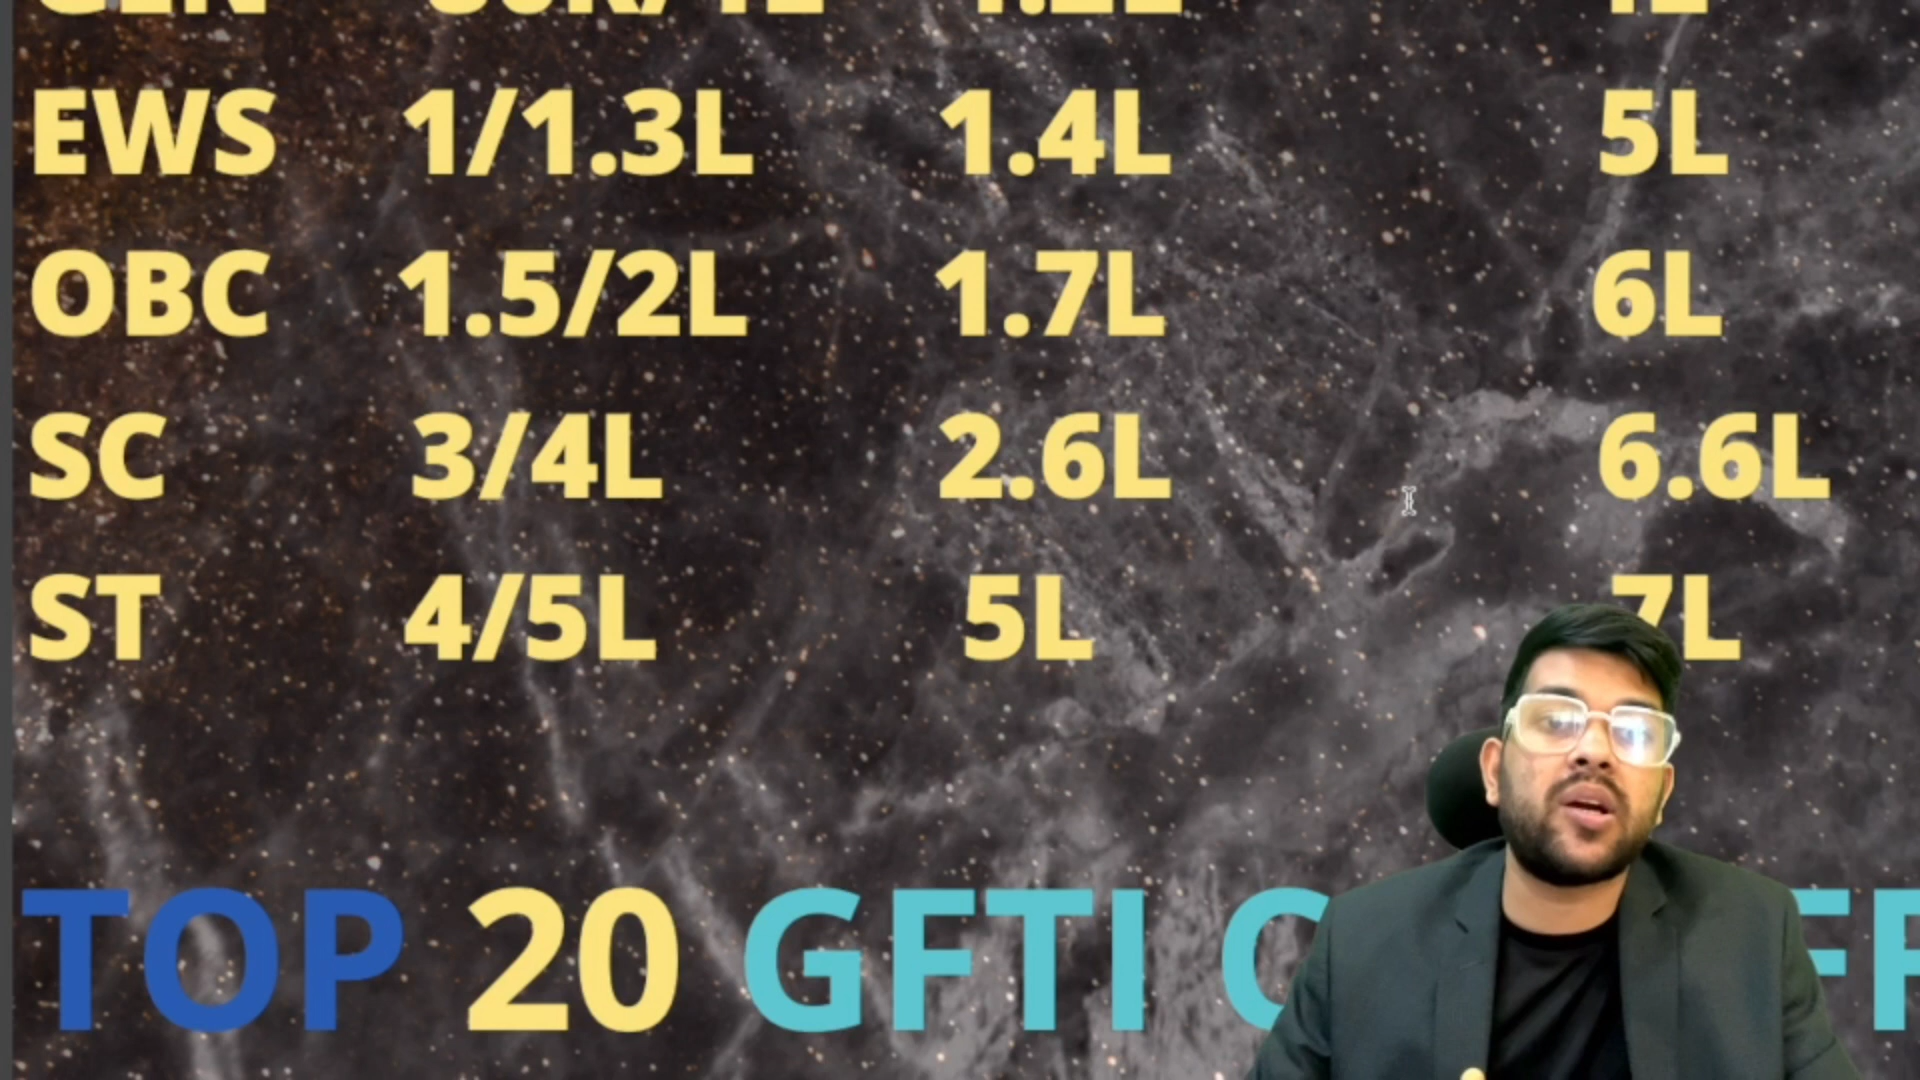 EWS 1/1.3L 1.4L 5L
OBC 1.5/2L 1.7L 6L
SC 3/4L 2.6L 6.6L
ST 4/5L 5L 7L
TOP 20 GFTI